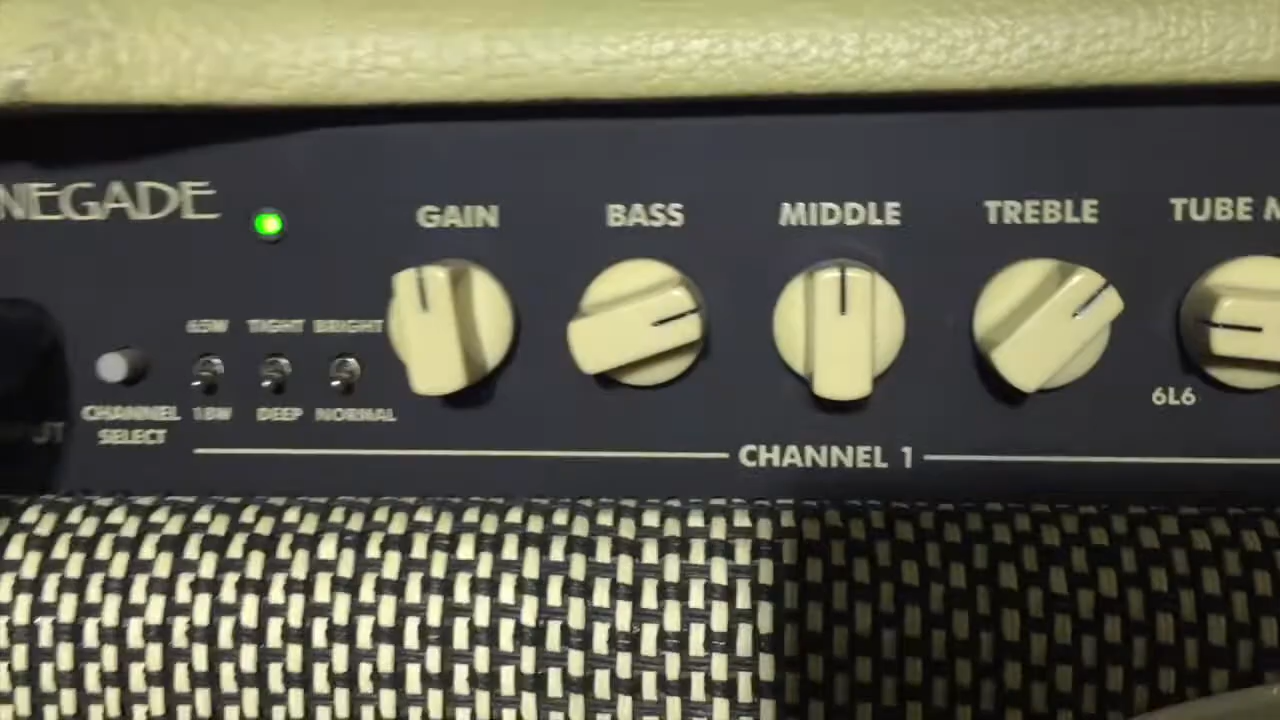 NEGADE
GAIN BASS MIDDLE TREBLE TUBE M
65W TIGHT BRIGHT
18W DEEP NORMAL
CHANNEL
SELECT
6L6
CHANNEL 1